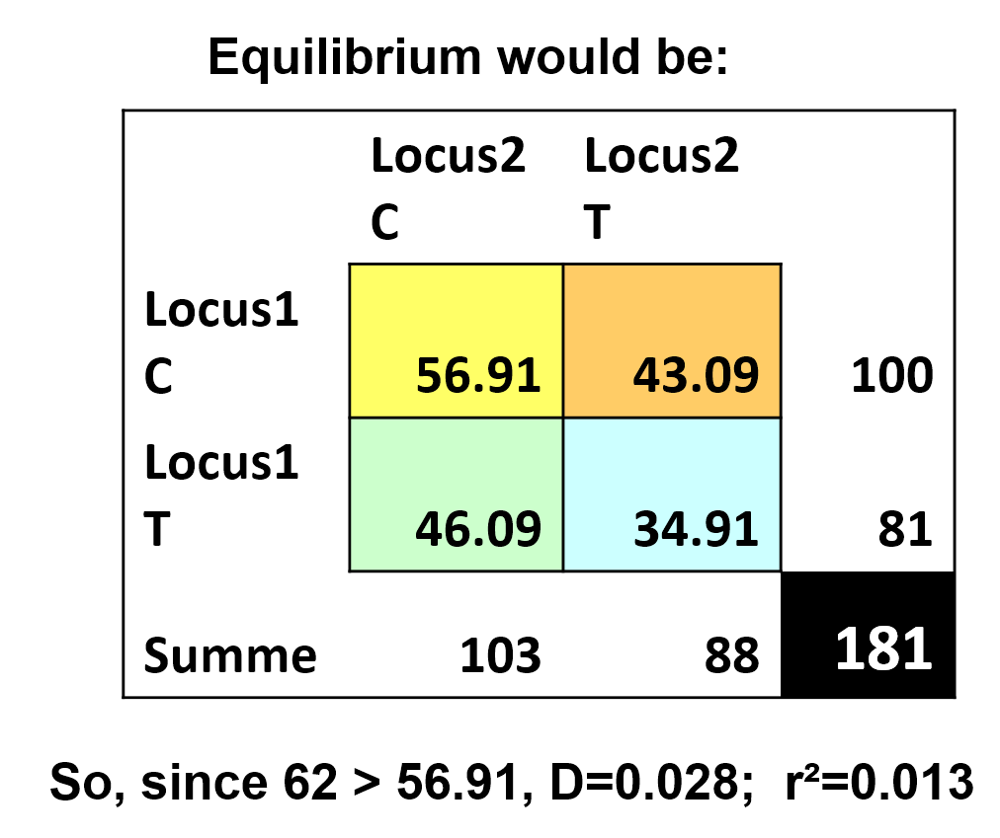 Equilibrium would be:
Locus2 Locus2
C T
Locus1
C 56.91 43.09 100
Locus1
T 46.09 34.91 81
Summe 103 88 181
So, since 62 > 56.91, D=0.028; r²=0.013